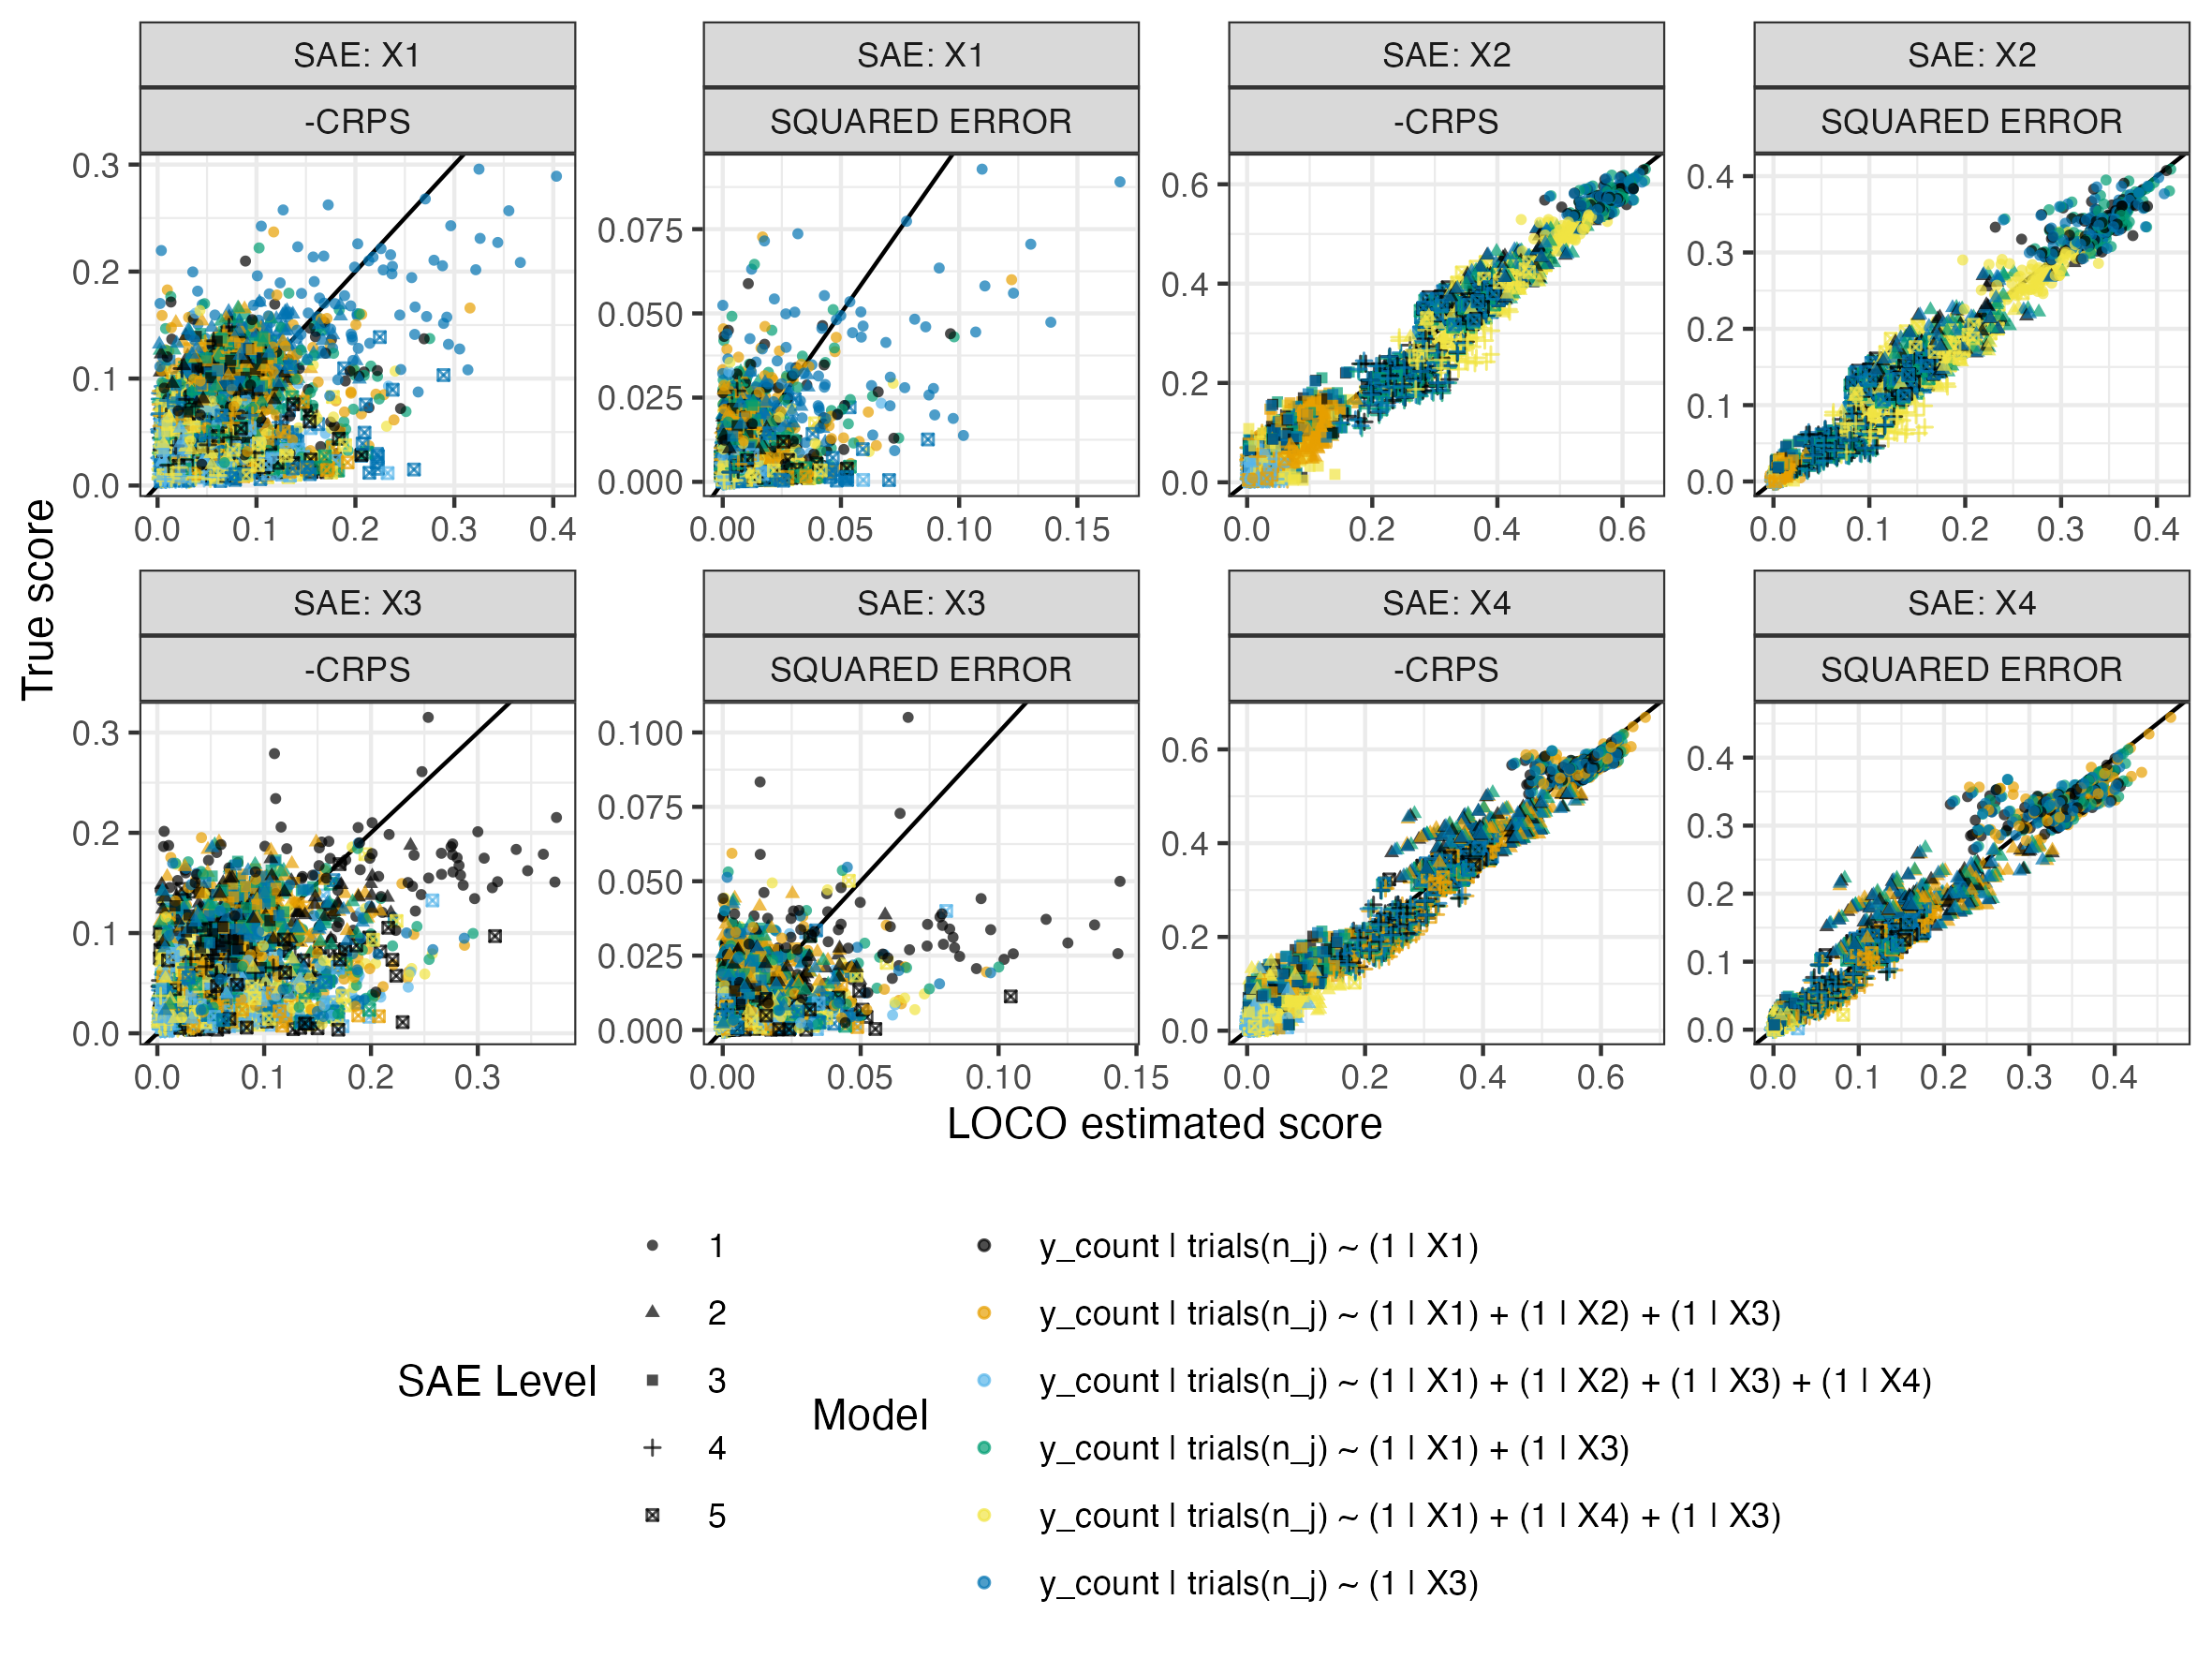 SAE: X1 SAE: X1 SAE: X2 SAE: X2
-CRPS SQUARED ERROR -CRPS SQUARED ERROR
0.3
0.2
0.1
0.0
0.075
0.050
0.025
0.000
0.6
0.4
0.2
0.0
0.4
0.3
0.2
0.1
0.0
0.0 0.1 0.2 0.3 0.4
0.00 0.05 0.10 0.15
0.0 0.2 0.4 0.6
0.0 0.1 0.2 0.3 0.4
True score
SAE: X3 SAE: X3 SAE: X4 SAE: X4
-CRPS SQUARED ERROR -CRPS SQUARED ERROR
0.3
0.2
0.1
0.0
0.100
0.075
0.050
0.025
0.000
0.6
0.4
0.2
0.0
0.4
0.3
0.2
0.1
0.0
0.0 0.1 0.2 0.3
0.00 0.05 0.10 0.15
0.0 0.2 0.4 0.6
0.0 0.1 0.2 0.3 0.4
LOCO estimated score
SAE Level
1
2
3
4
5
Model
y_count | trials(n_j) ~ (1 | X1)
y_count | trials(n_j) ~ (1 | X1) + (1 | X2) + (1 | X3)
y_count | trials(n_j) ~ (1 | X1) + (1 | X2) + (1 | X3) + (1 | X4)
y_count | trials(n_j) ~ (1 | X1) + (1 | X3)
y_count | trials(n_j) ~ (1 | X1) + (1 | X4) + (1 | X3)
y_count | trials(n_j) ~ (1 | X3)